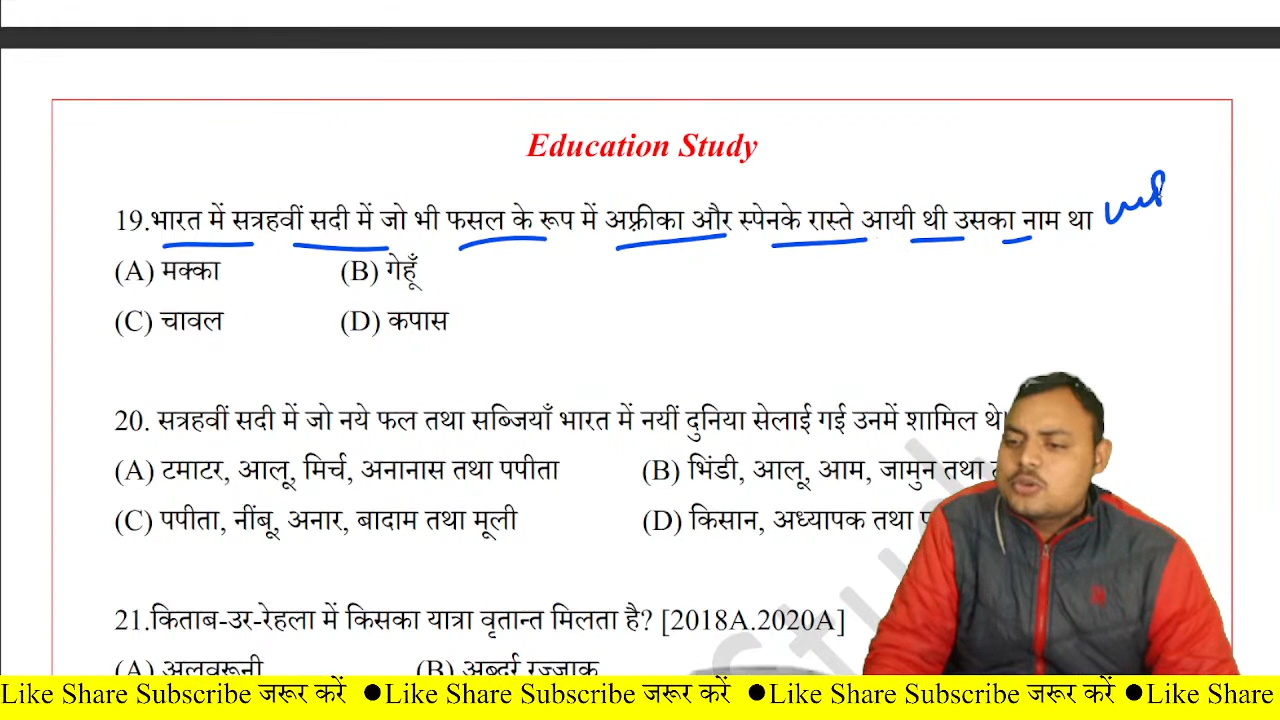 Education Study
19.भारत में सत्रहवीं सदी में जो भी फसल के रूप में अफ्रीका और स्पेनके रास्ते आयी थी उसका नाम था
(A) मक्का (B) गेहूँ
(C) चावल (D) कपास
20. सत्रहवीं सदी में जो नये फल तथा सब्जियाँ भारत में नयीं दुनिया सेलाई गई उनमें शामिल थे
(A) टमाटर, आलू, मिर्च, अनानास तथा पपीता (B) भिंडी, आलू, आम, जामुन तथा
(C) पपीता, नींबू, अनार, बादाम तथा मूली (D) किसान, अध्यापक तथा
21.किताब-उर-रेहला में किसका यात्रा वृतान्त मिलता है? [2018A.2020A]
(A) अलवरूनी (B) अब्दुर्र रज्जाक
Like Share Subscribe जरूर करें ●Like Share Subscribe जरूर करें ●Like Share Subscribe जरूर करें ●Like Share